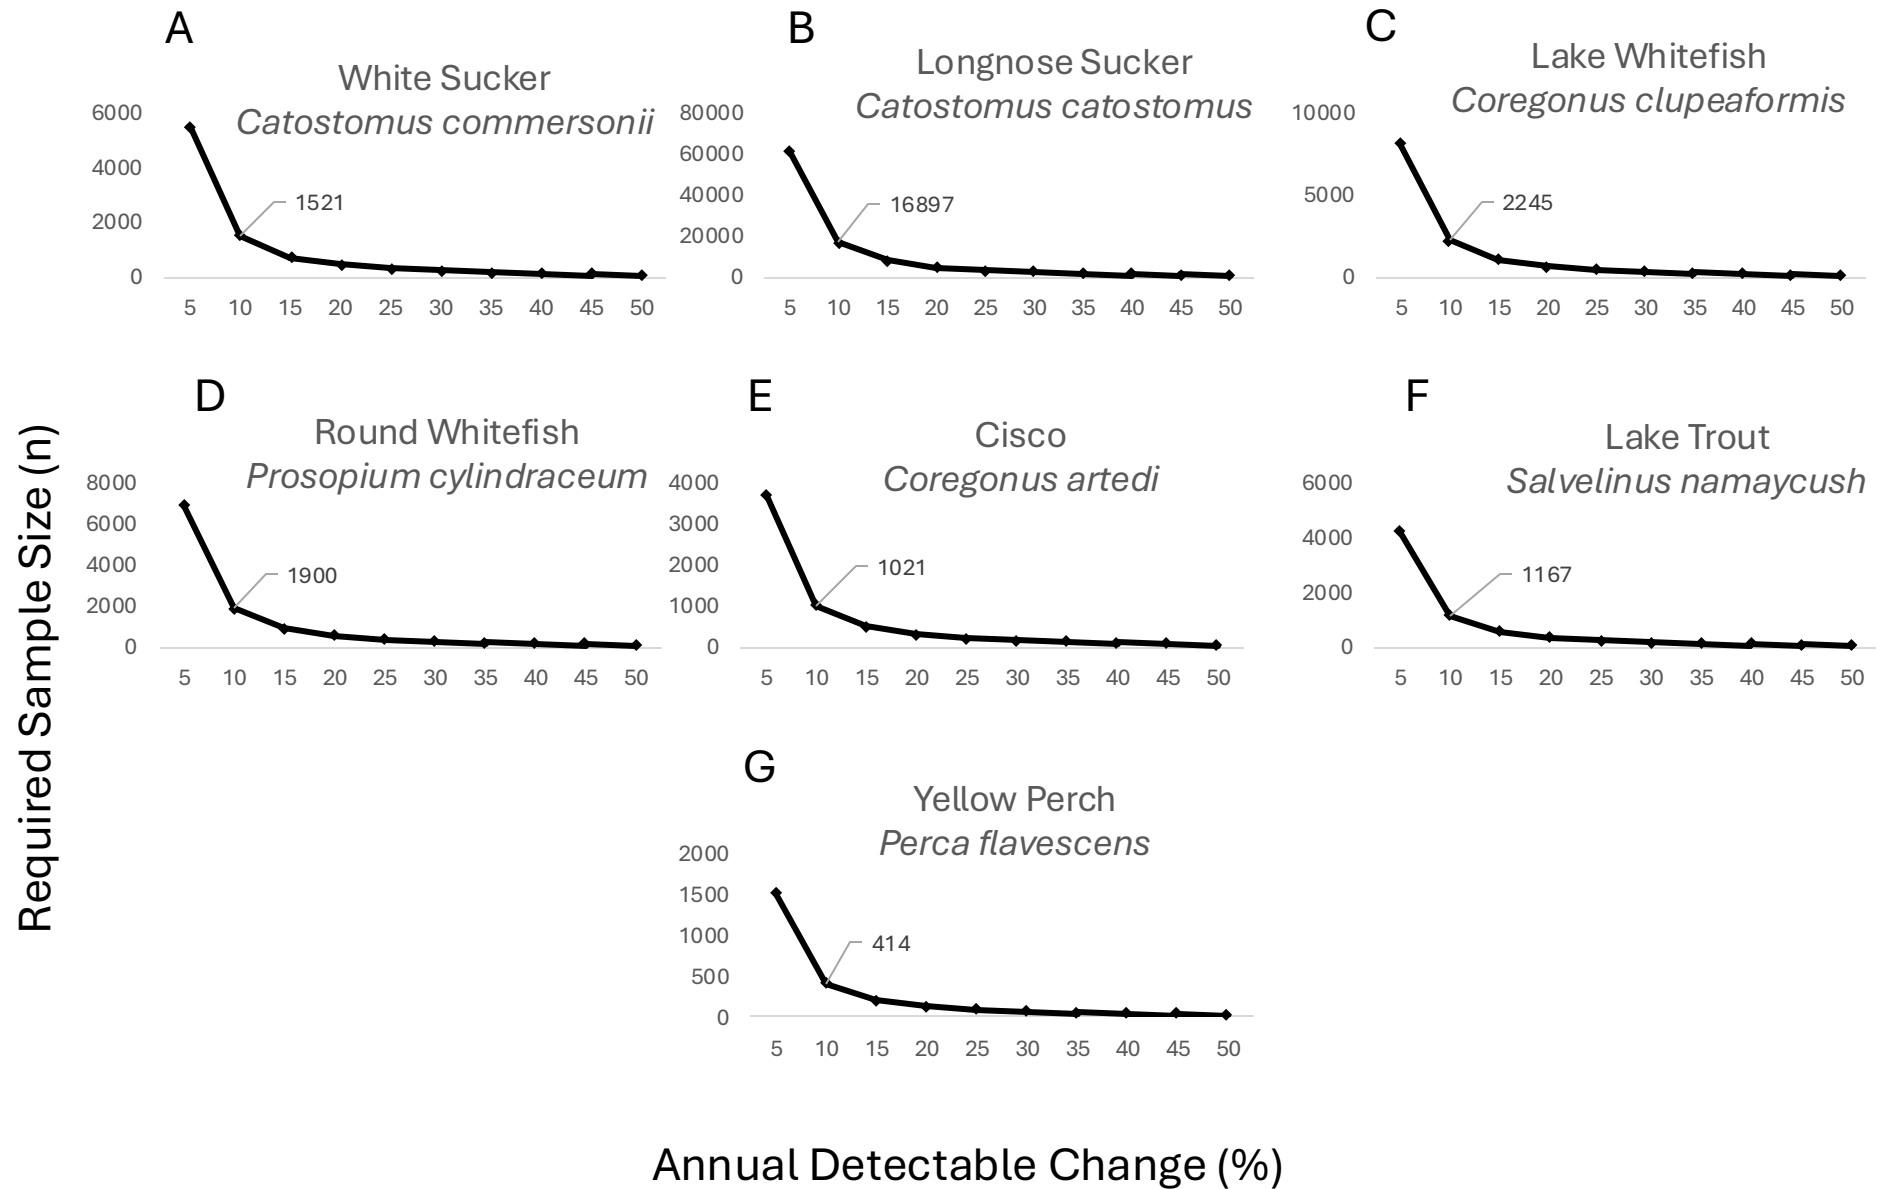 A
White Sucker
Catostomus commersonii
6000
4000
2000
0
1521
5 10 15 20 25 30 35 40 45 50
B
Longnose Sucker
Catostomus catostomus
80000
60000
40000
20000
0
16897
5 10 15 20 25 30 35 40 45 50
C
Lake Whitefish
Coregonus clupeaformis
10000
5000
0
2245
5 10 15 20 25 30 35 40 45 50
Required Sample Size (n)
D
Round Whitefish
Prosopium cylindraceum
8000
6000
4000
2000
0
1900
5 10 15 20 25 30 35 40 45 50
E
Cisco
Coregonus artedi
4000
3000
2000
1000
0
1021
5 10 15 20 25 30 35 40 45 50
F
Lake Trout
Salvelinus namaycush
6000
4000
2000
0
1167
5 10 15 20 25 30 35 40 45 50
G
Yellow Perch
Perca flavescens
2000
1500
1000
500
0
414
5 10 15 20 25 30 35 40 45 50
Annual Detectable Change (%)